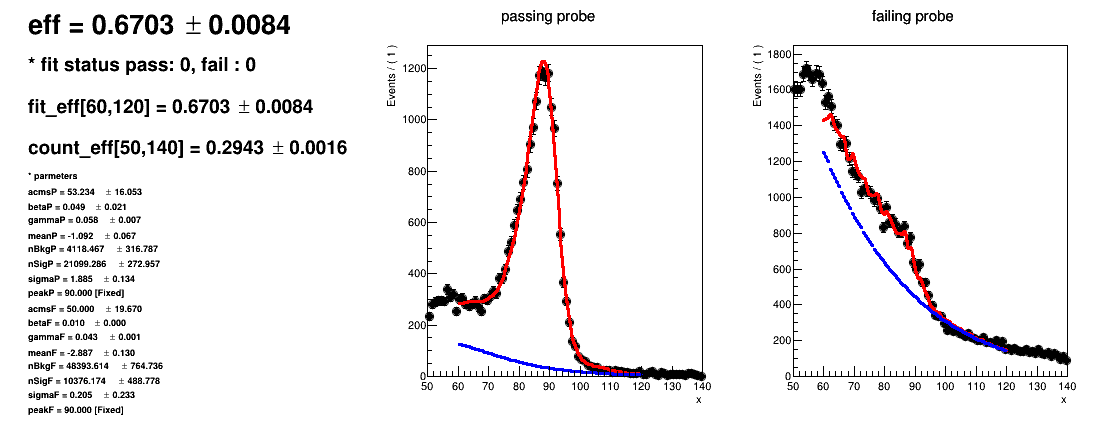 eff = 0.6703 ± 0.0084
* fit status pass: 0, fail : 0
fit_eff[60,120] = 0.6703 ± 0.0084
count_eff[50,140] = 0.2943 ± 0.0016
* parmeters
acmsP = 53.234 ± 16.053
betaP = 0.049 ± 0.021
gammaP = 0.058 ± 0.007
meanP = -1.092 ± 0.067
nBkgP = 4118.467 ± 316.787
nSigP = 21099.286 ± 272.957
sigmaP = 1.885 ± 0.134
peakP = 90.000 [Fixed]
acmsF = 50.000 ± 19.670
betaF = 0.010 ± 0.000
gammaF = 0.043 ± 0.001
meanF = -2.887 ± 0.130
nBkgF = 48393.614 ± 764.736
nSigF = 10376.174 ± 488.778
sigmaF = 0.205 ± 0.233
peakF = 90.000 [Fixed]
passing probe
Events / ( 1 )
1200
1000
800
600
400
200
0
50 60 70 80 90 100 110 120 130 140
x
failing probe
Events / ( 1 )
1800
1600
1400
1200
1000
800
600
400
200
0
50 60 70 80 90 100 110 120 130 140
x